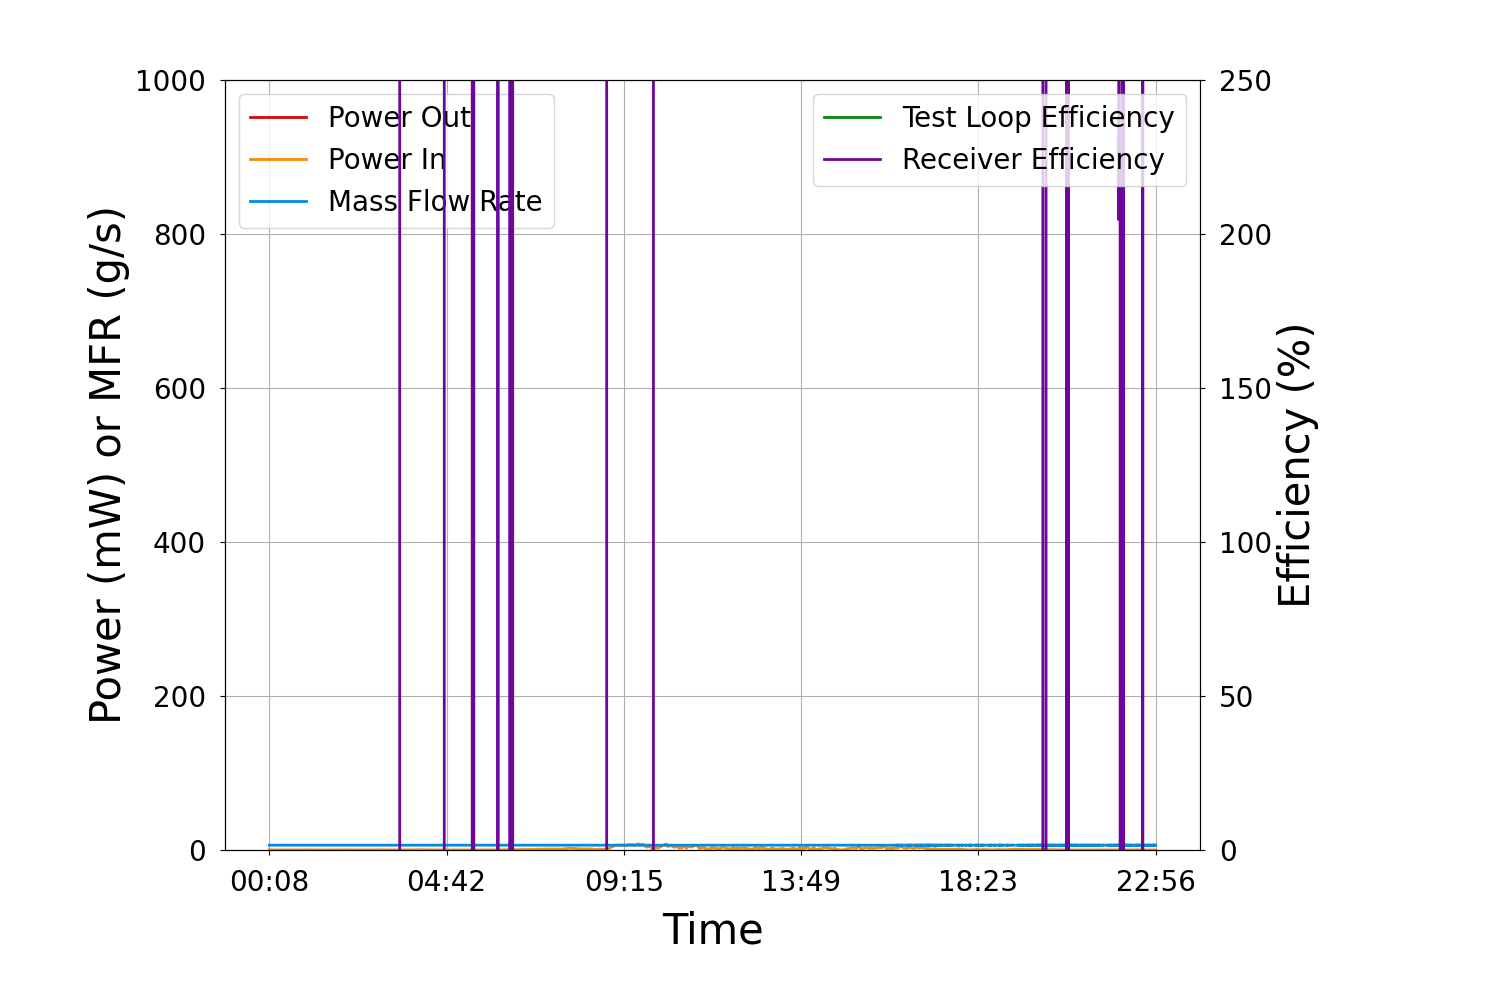 1000
800
600
400
200
0
Power (mW) or MFR (g/s)
Power Out
Power In
Mass Flow Rate
Test Loop Efficiency
Receiver Efficiency
250
200
150
100
50
0
Efficiency (%)
00:08 04:42 09:15 13:49 18:23 22:56
Time